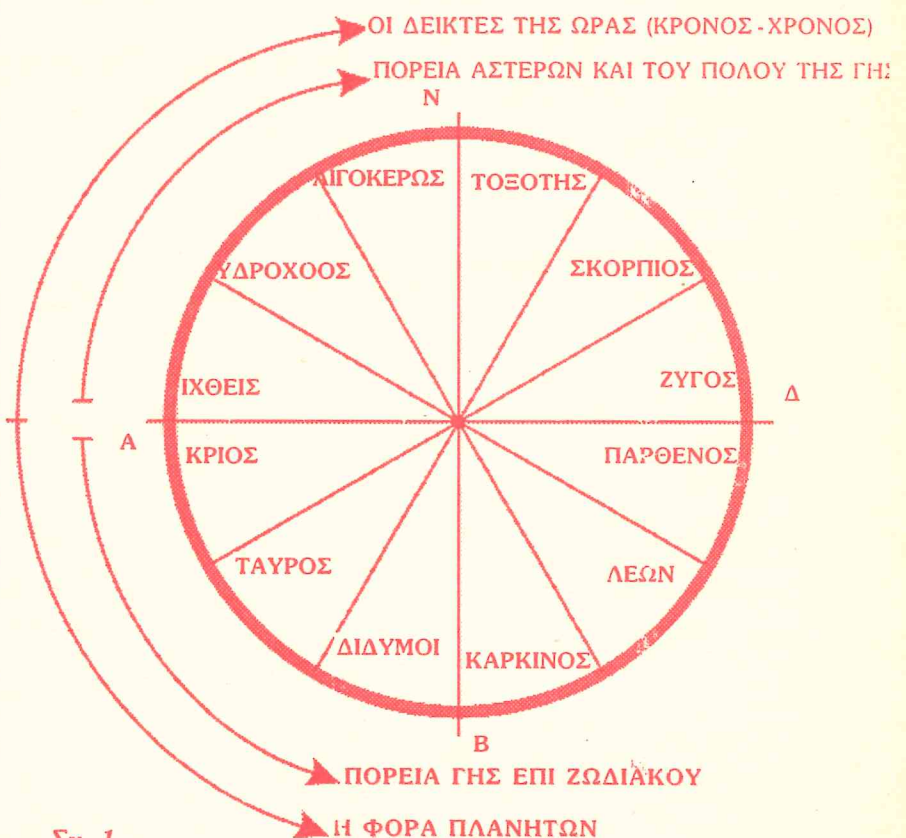 ΟΙ ΔΕΙΚΤΕΣ ΤΗΣ ΩΡΑΣ (ΚΡΟΝΟΣ - ΧΡΟΝΟΣ)
ΠΟΡΕΙΑ ΑΣΤΕΡΩΝ ΚΑΙ ΤΟΥ ΠΟΛΟΥ ΤΗΣ ΓΗΣ
Ν
ΑΙΓΟΚΕΡΩΣ
ΤΟΞΟΤΗΣ
ΥΔΡΟΧΟΟΣ
ΣΚΟΡΠΙΟΣ
ΙΧΘΕΙΣ
ΖΥΓΟΣ
Α
Δ
ΚΡΙΟΣ
ΠΑΡΘΕΝΟΣ
ΤΑΥΡΟΣ
ΛΕΩΝ
ΔΙΔΥΜΟΙ
ΚΑΡΚΙΝΟΣ
Β
ΠΟΡΕΙΑ ΓΗΣ ΕΠΙ ΖΩΔΙΑΚΟΥ
Η ΦΟΡΑ ΠΛΑΝΗΤΩΝ